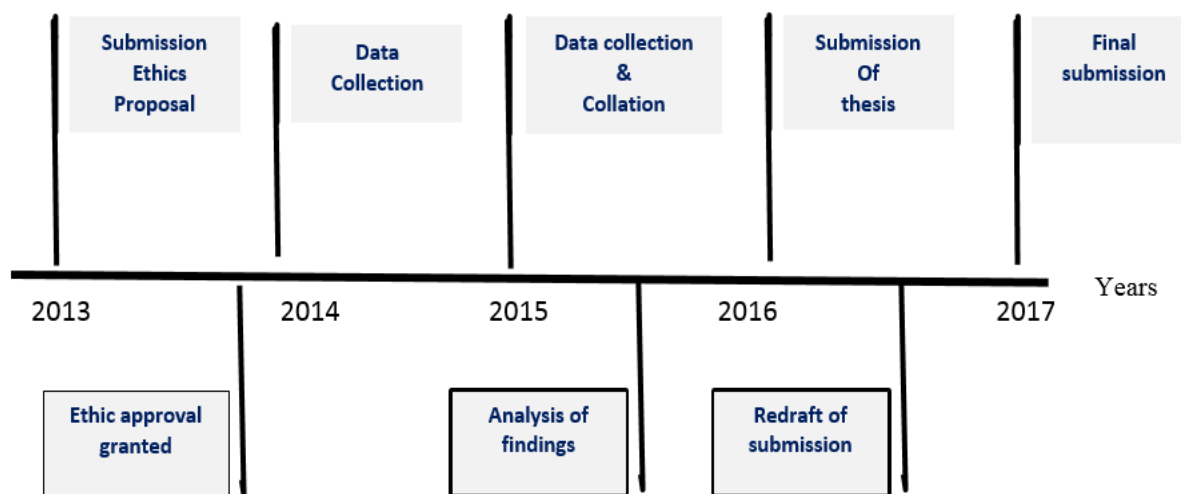 Submission
Ethics
Proposal
Data
Collection
Data collection
&
Collation
Submission
Of
thesis
Final
submission
2013
2014
2015
2016
2017
Years
Ethic approval
granted
Analysis of
findings
Redraft of
submission